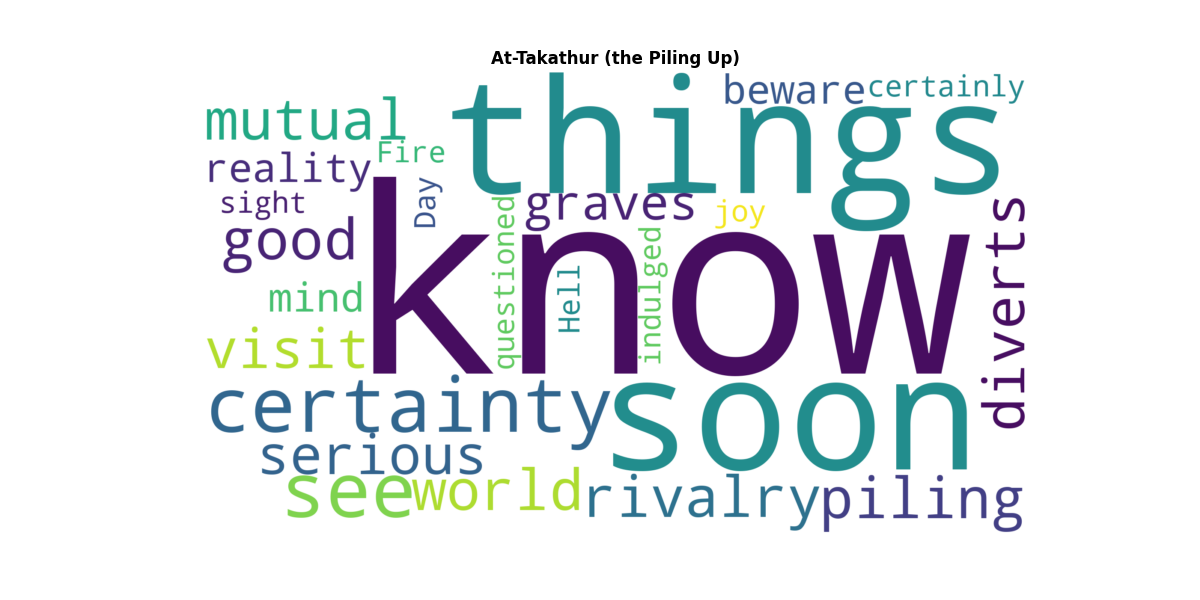 At-Takathur (the Piling Up)
things
beware
certainly
mutual
Fire
reality
Day
sight
questioned
graves
joy
diverts
good
know
indulged
Hell
mind
visit
certainty
soon
serious
see
world
rivalry
piling